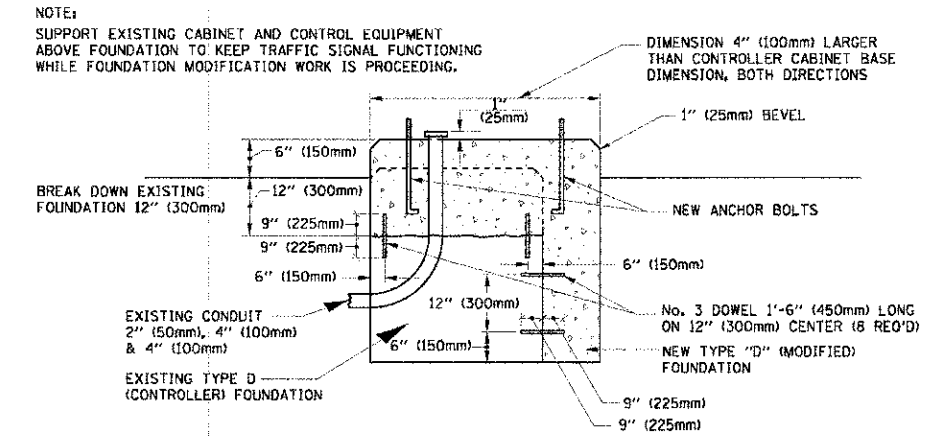 NOTE:
SUPPORT EXISTING CABINET AND CONTROL EQUIPMENT
ABOVE FOUNDATION TO KEEP TRAFFIC SIGNAL FUNCTIONING
WHILE FOUNDATION MODIFICATION WORK IS PROCEEDING.
DIMENSION 4" (100mm) LARGER
THAN CONTROLLER CABINET BASE
DIMENSION, BOTH DIRECTIONS
1"
(25mm)
1" (25mm) BEVEL
6" (150mm)
BREAK DOWN EXISTING
FOUNDATION 12" (300mm)
12" (300mm)
9" (225mm)
9" (225mm)
6" (150mm)
NEW ANCHOR BOLTS
6" (150mm)
12" (300mm)
6" (150mm)
No. 3 DOWEL 1'-6" (450mm) LONG
ON 12" (300mm) CENTER (8 REQ'D)
EXISTING CONDUIT
2" (50mm), 4" (100mm)
& 4" (100mm)
NEW TYPE "D" (MODIFIED)
FOUNDATION
EXISTING TYPE D
(CONTROLLER) FOUNDATION
9" (225mm)
9" (225mm)